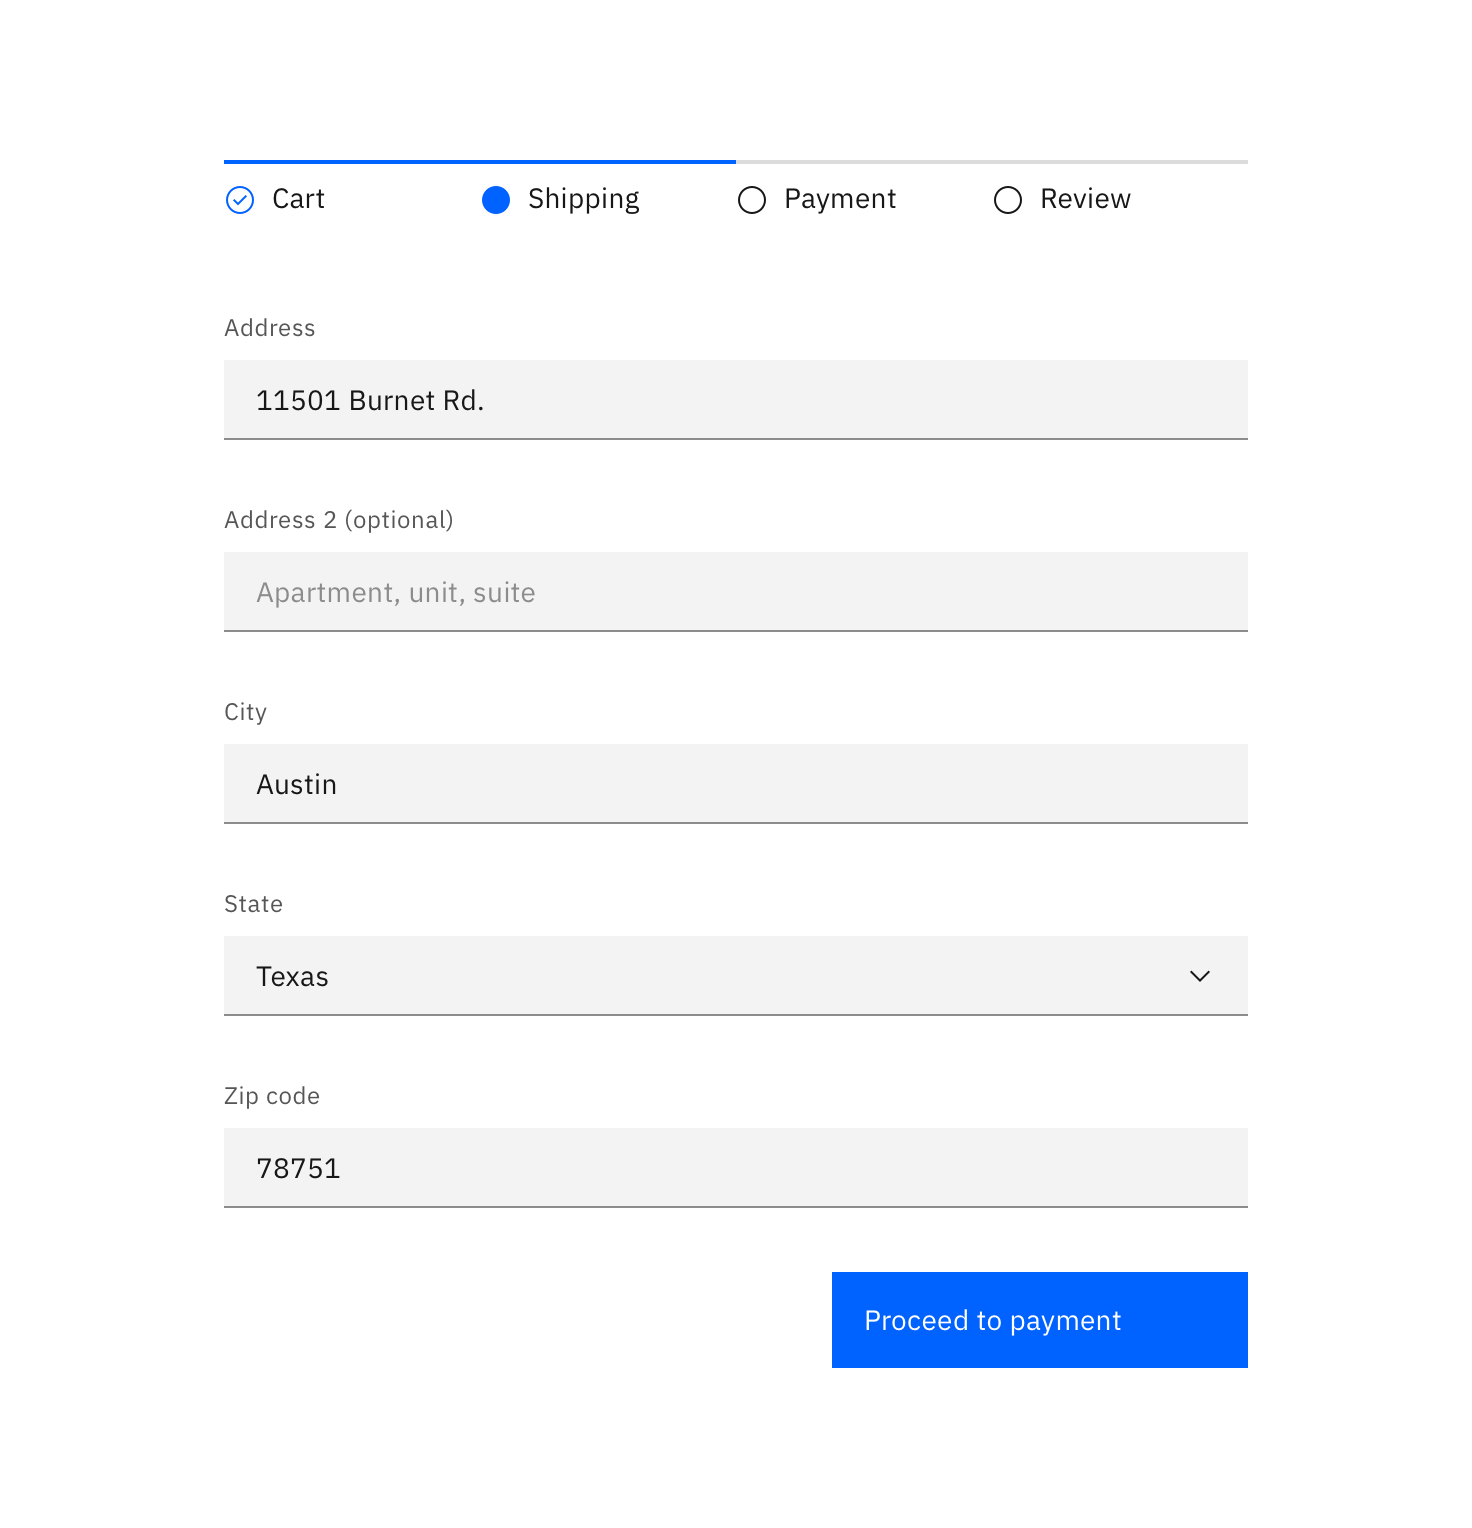 Cart Shipping Payment Review
Address
11501 Burnet Rd.
Address 2 (optional)
Apartment, unit, suite
City
Austin
State
Texas
Zip code
78751
Proceed to payment